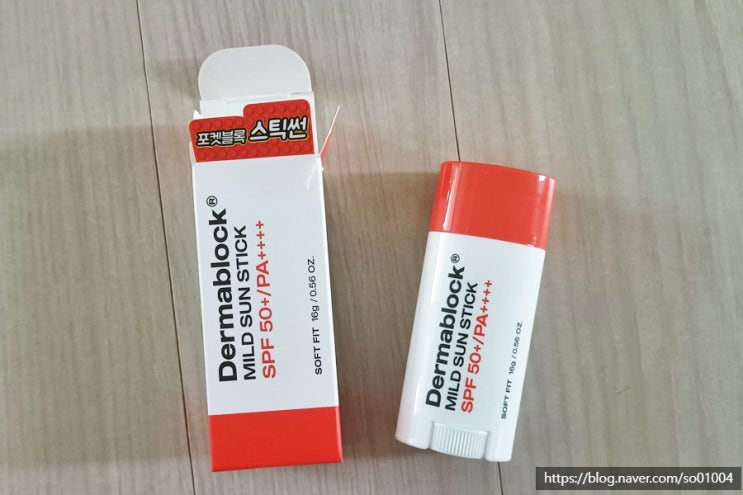 포켓블록 스틱썬
Dermablock®
MILD SUN STICK
SPF 50+/PA++++
SOFT FIT 16g / 0.56 OZ.
Dermablock®
MILD SUN STICK
SPF 50+/PA++++
SOFT FIT 16g / 0.56 OZ.
https://blog.naver.com/so01004